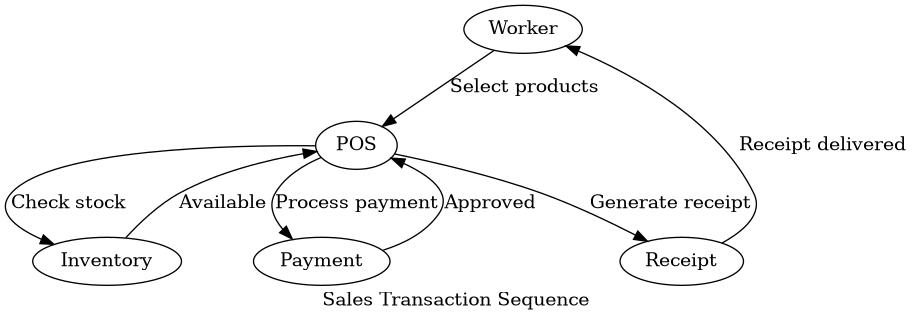 Worker
Select products
POS
Receipt delivered
Check stock
Available
Process payment
Approved
Generate receipt
Inventory
Payment
Receipt
Sales Transaction Sequence